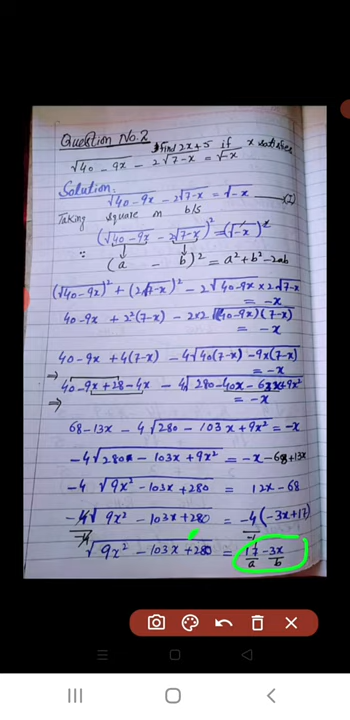 Question No.2 find 2x+5 if x satisfies
√40-9x - 2√7-x = √-x
Solution.
√40-9x - 2√7-x = √-x →(I)
Taking square on b/s
(√40-9x - 2√7-x)² = (√-x)²
∵ (a - b)² = a²+b²-2ab
(√40-9x)² + (2√7-x)² - 2√40-9x × 2√7-x
= -x
40-9x + 2²(7-x) - 2×2√(40-9x)(7-x)
= -x
40-9x + 4(7-x) - 4√40(7-x)-9x(7-x)
= -x
⇒ 40-9x+28-4x - 4√280-40x-63x+9x²
⇒ = -x
68-13x - 4√280-103x+9x² = -x
-4√280-103x+9x² = -x-68+13x
-4√9x²-103x+280 = 12x-68
-4√9x²-103x+280 = -4(-3x+17)
-4 -4
√9x²-103x+280 = 17-3x
a b